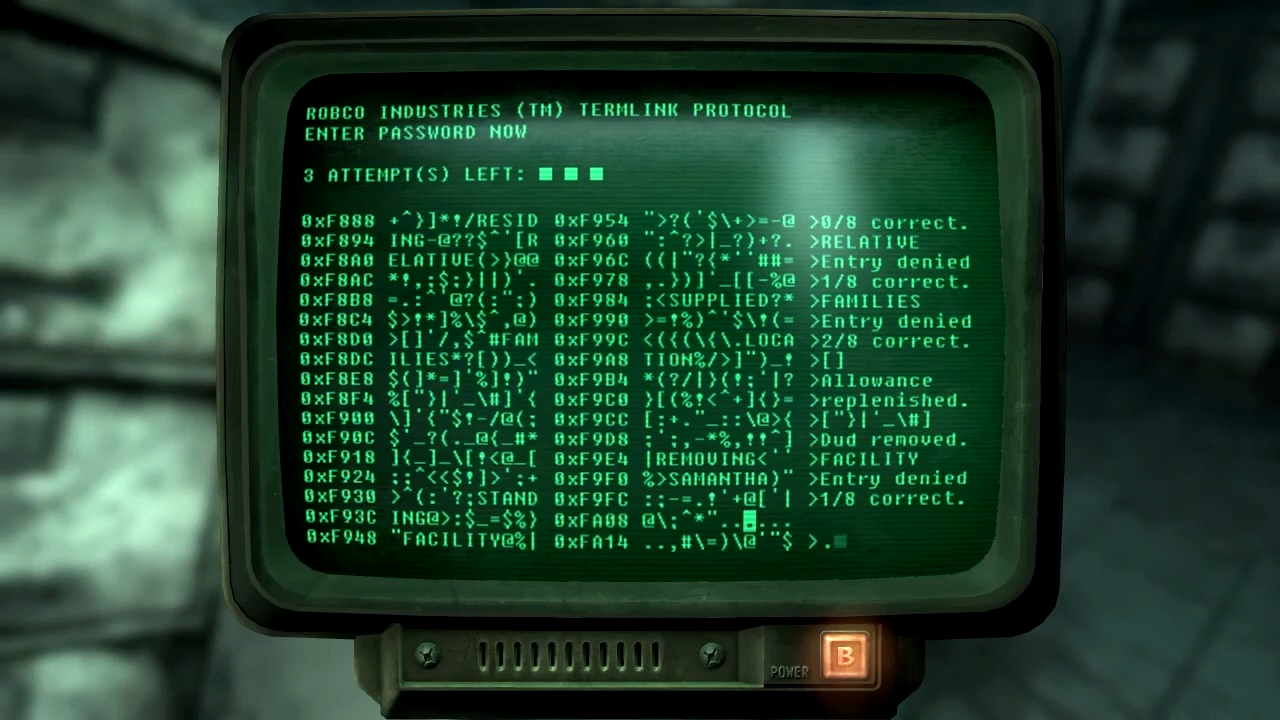 ROBCO INDUSTRIES (TM) TERMLINK PROTOCOL
ENTER PASSWORD NOW
3 ATTEMPT(S) LEFT: ■ ■ ■
0xF888 +^}]*!/RESID 0xF954 ">?('$\+>=-@ >0/8 correct.
0xF894 ING-@??$^'[R 0xF960 ":^?>|_?)+?. >RELATIVE
0xF8A0 ELATIVE(>}@@ 0xF96C ((|"?{*''##= >Entry denied
0xF8AC *!,;$:}||)'. 0xF978 ,.})]'_[[-%@ >1/8 correct.
0xF8B8 =.:^'@?(:";) 0xF984 ;<SUPPLIED?* >FAMILIES
0xF8C4 $>!*]%\$^,@) 0xF990 >=!%)^'$\!(= >Entry denied
0xF8D0 >[]'/,$^#FAM 0xF99C <({(\{\.LOCA >2/8 correct.
0xF8DC ILIES*?[))_< 0xF9A8 TION%/>]")_! >[]
0xF8E8 $(]*=]'%]!)" 0xF9B4 *(?/|}(!;'|? >Allowance
0xF8F4 %["}|'_\#]'{ 0xF9C0 }[(%!<^+]{}= >replenished.
0xF900 \]'{"$!-/@(: 0xF9CC [:+."_::\@>{ >["}|'_\#]
0xF90C $'_?(._@{_#* 0xF9D8 ;';,-*%,!!^] >Dud removed.
0xF918 ]{_]_\[!<@_[ 0xF9E4 |REMOVING<'' >FACILITY
0xF924 :;^<<$!]>';+ 0xF9F0 %>SAMANTHA)" >Entry denied
0xF930 >^(:'?;STAND 0xF9FC :;-=.!'+@['| >1/8 correct.
0xF93C ING@>:$_=$%} 0xFA08 @\;^*"......
0xF948 "FACILITY@%| 0xFA14 ..,#\=)\@'"$ >.
POWER
B